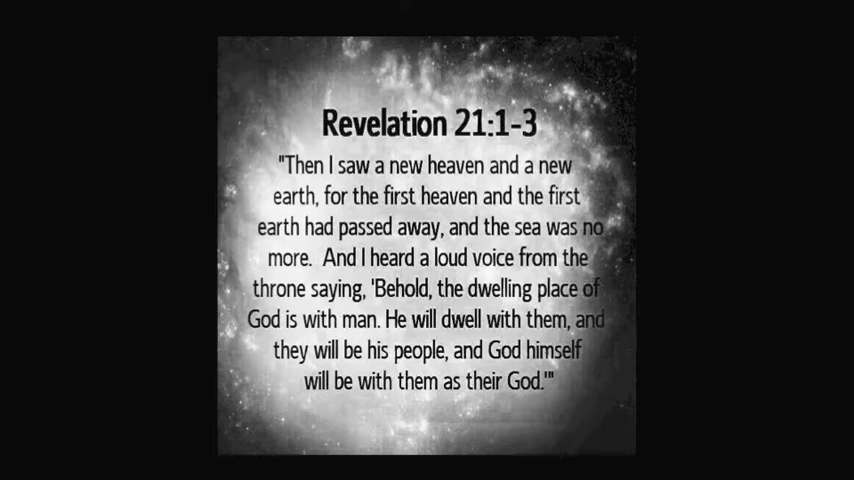 Revelation 21:1-3
"Then I saw a new heaven and a new
earth, for the first heaven and the first
earth had passed away, and the sea was no
more. And I heard a loud voice from the
throne saying, 'Behold, the dwelling place of
God is with man. He will dwell with them, and
they will be his people, and God himself
will be with them as their God.'"